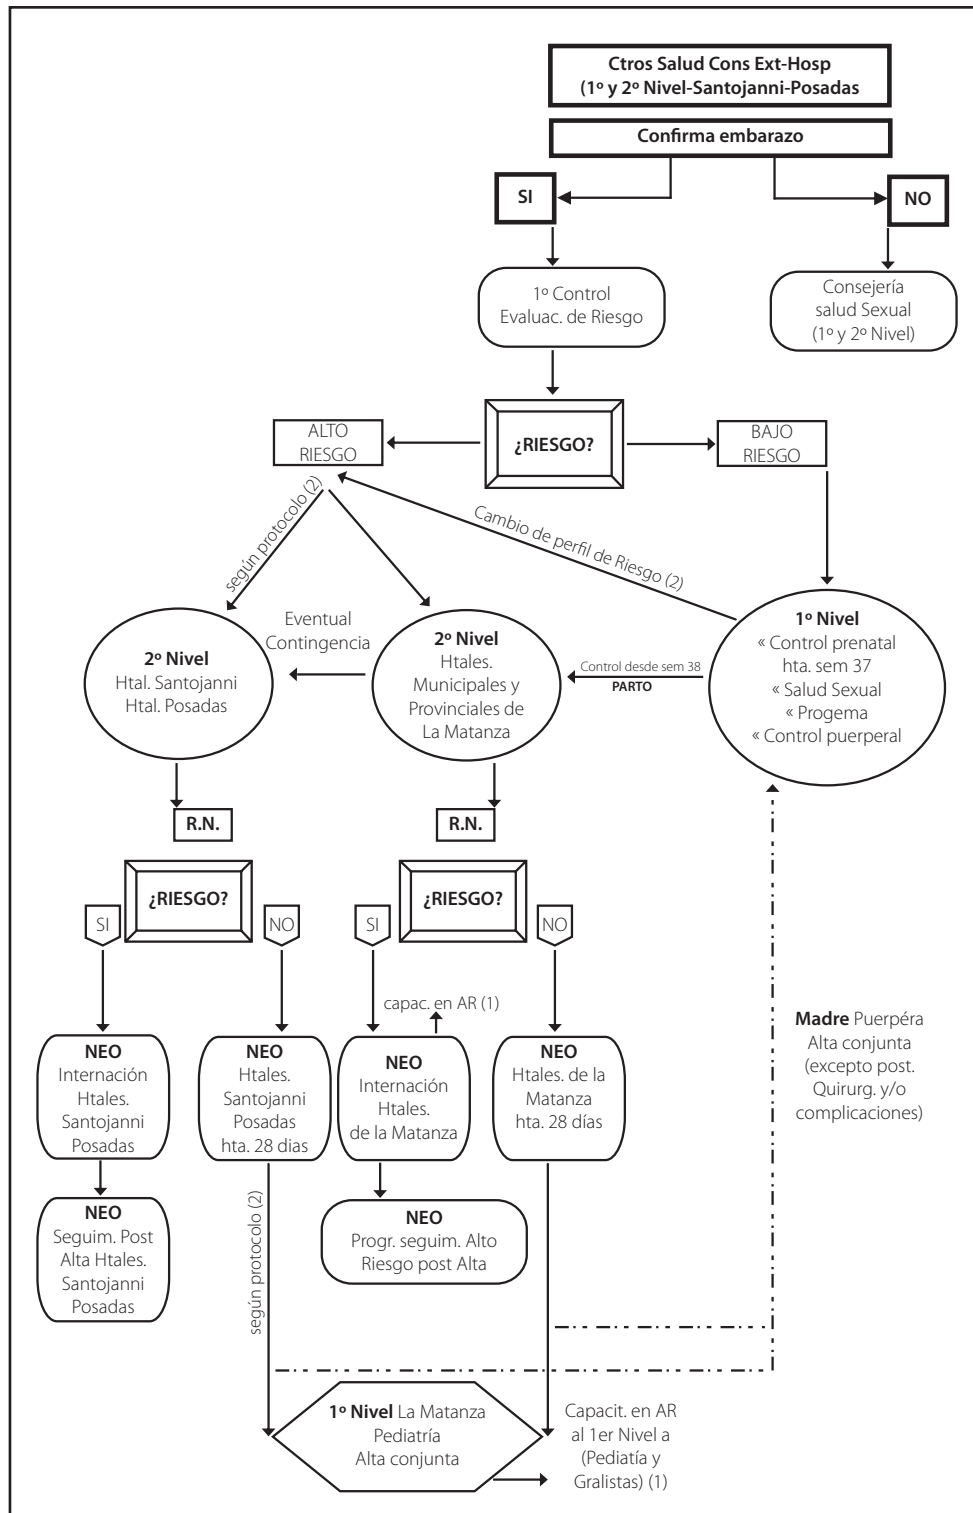 Ctros Salud Cons Ext-Hosp
(1º y 2º Nivel-Santojanni-Posadas
Confirma embarazo
SI
NO
1º Control
Evaluac. de Riesgo
Consejería
salud Sexual
(1º y 2º Nivel)
ALTO
RIESGO
¿RIESGO?
BAJO
RIESGO
según protocolo (2)
Cambio de perfil de Riesgo (2)
2º Nivel
Htal. Santojanni
Htal. Posadas
Eventual
Contingencia
2º Nivel
Htales.
Municipales y
Provinciales de
La Matanza
Control desde sem 38
PARTO
1º Nivel
« Control prenatal
hta. sem 37
« Salud Sexual
« Progema
« Control puerperal
R.N.
R.N.
¿RIESGO?
¿RIESGO?
SI
NO
SI
NO
capac. en AR (1)
NEO
Internación
Htales.
Santojanni
Posadas
NEO
Htales.
Santojanni
Posadas
hta. 28 dias
NEO
Internación
Htales.
de la Matanza
NEO
Htales. de la
Matanza
hta. 28 días
Madre Puerpéra
Alta conjunta
(excepto post.
Quirurg. y/o
complicaciones)
NEO
Seguim. Post
Alta Htales.
Santojanni
Posadas
según protocolo (2)
NEO
Progr. seguim. Alto
Riesgo post Alta
1º Nivel La Matanza
Pediatría
Alta conjunta
Capacit. en AR
al 1er Nivel a
(Pediatía y
Gralistas) (1)